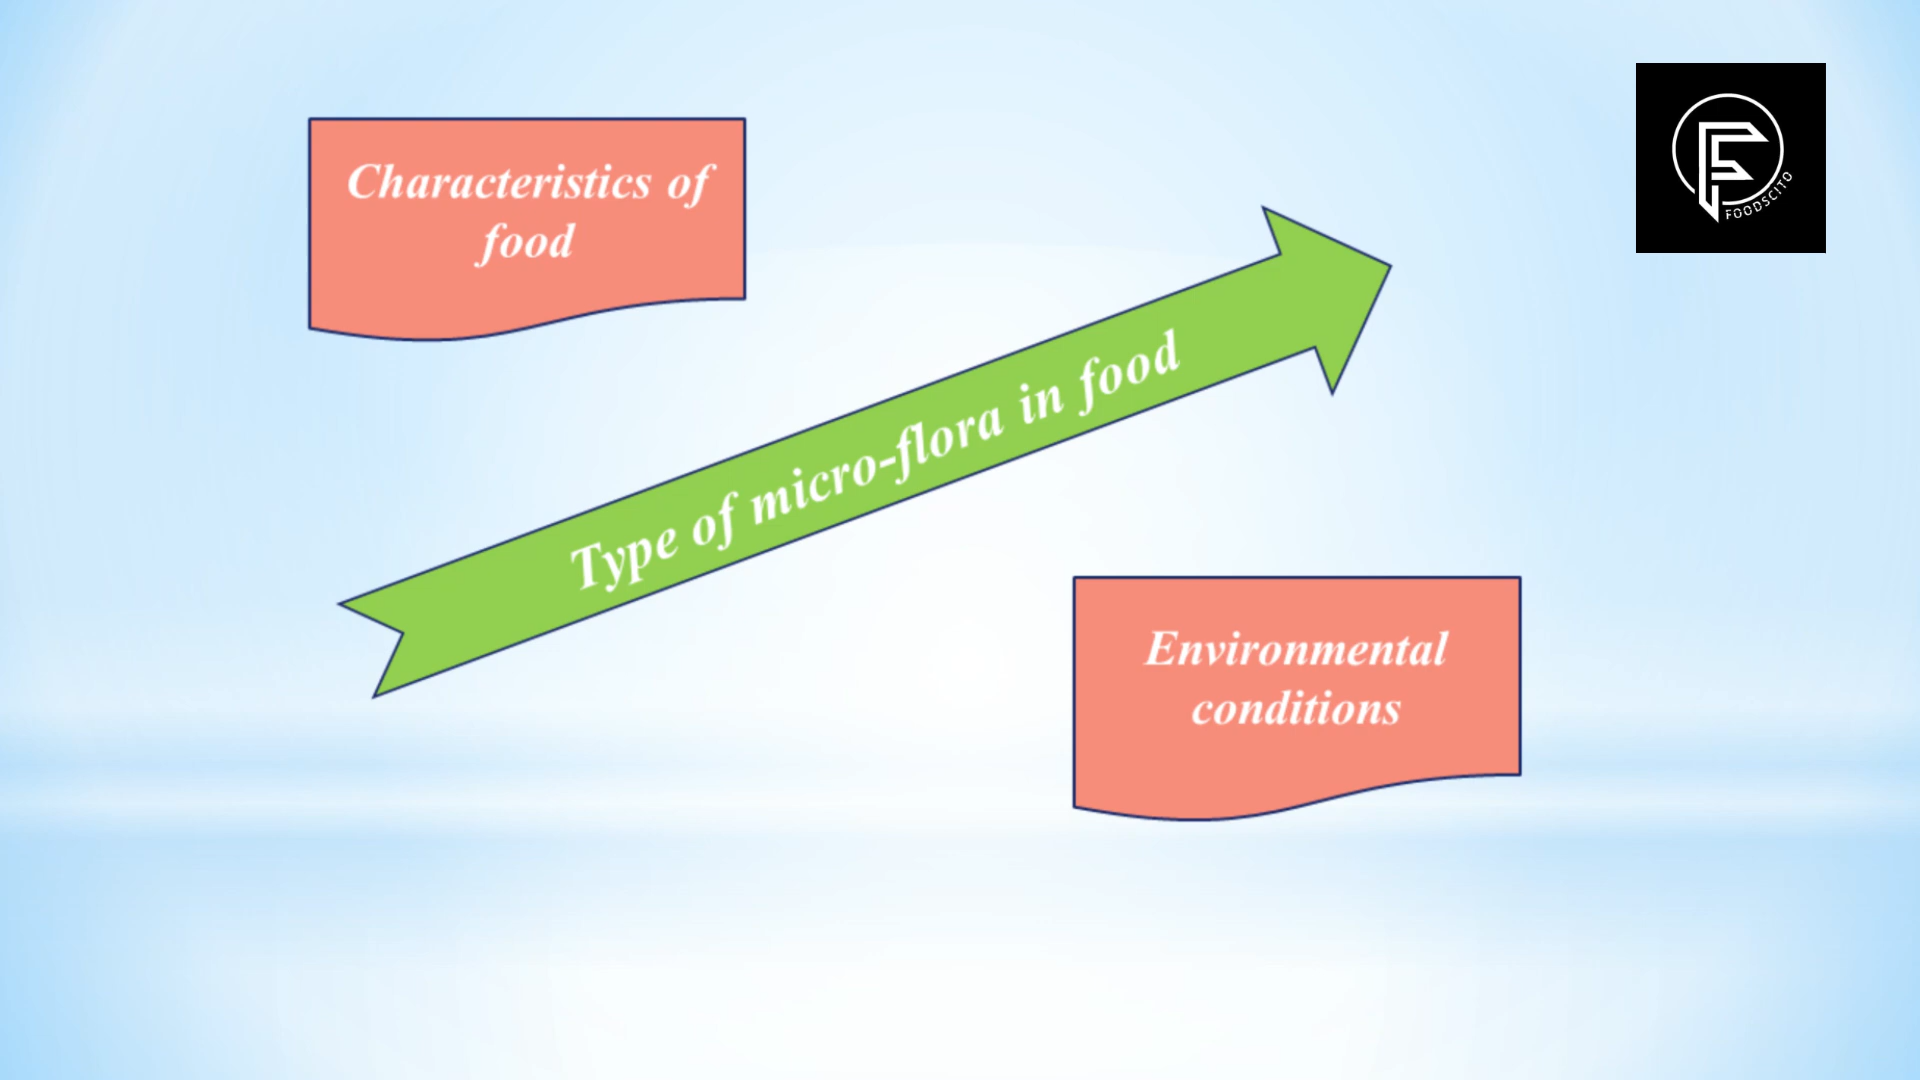 Characteristics of
food
FOODSCITO
Type of micro-flora in food
Environmental
conditions